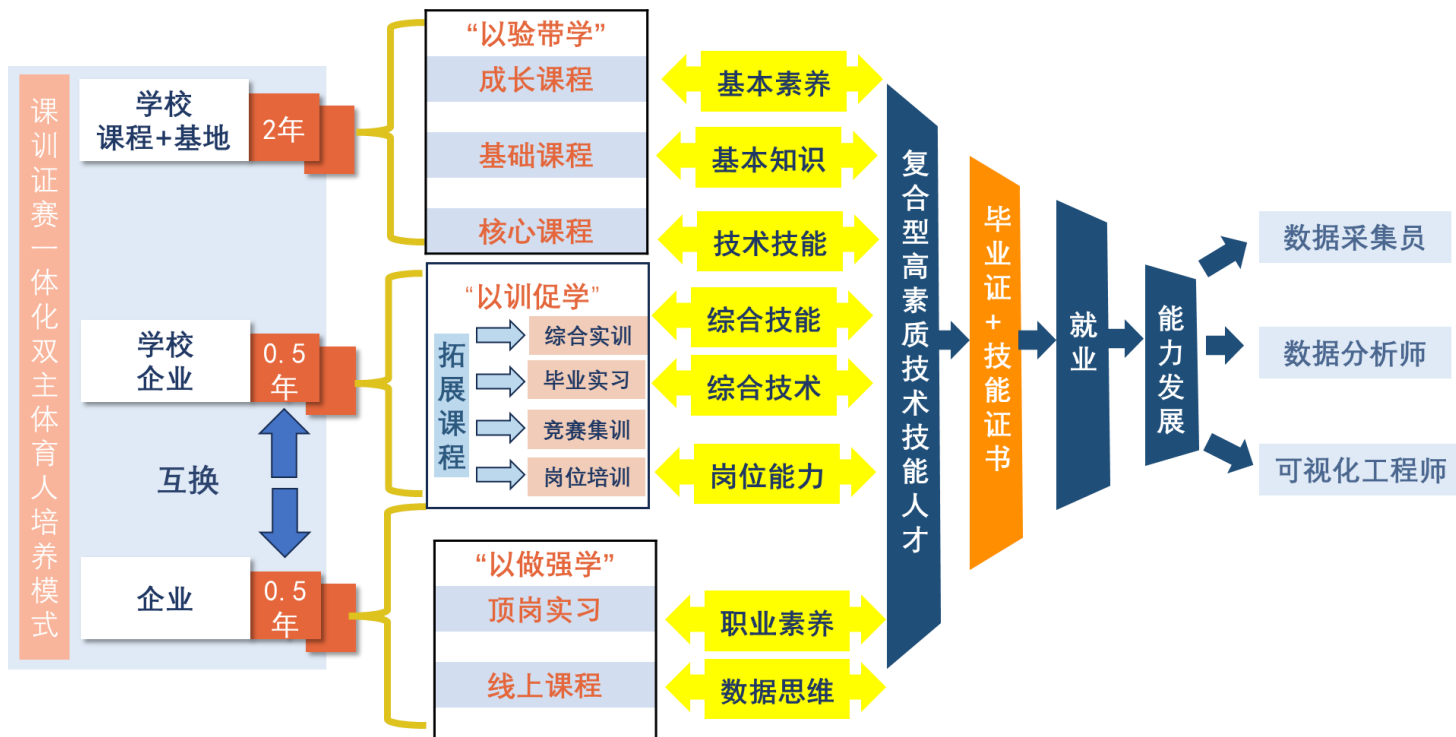 课训证赛一体化双主体育人培养模式
学校
课程+基地
2年
学校
企业
0.5
年
互换
企业
0.5
年
“以验带学”
成长课程
基础课程
核心课程
“以训促学”
拓展课程
综合实训
毕业实习
竞赛集训
岗位培训
“以做强学”
顶岗实习
线上课程
基本素养
基本知识
技术技能
综合技能
综合技术
岗位能力
职业素养
数据思维
复合型高素质技术技能人才
毕业证+技能证书
就业
能力发展
数据采集员
数据分析师
可视化工程师